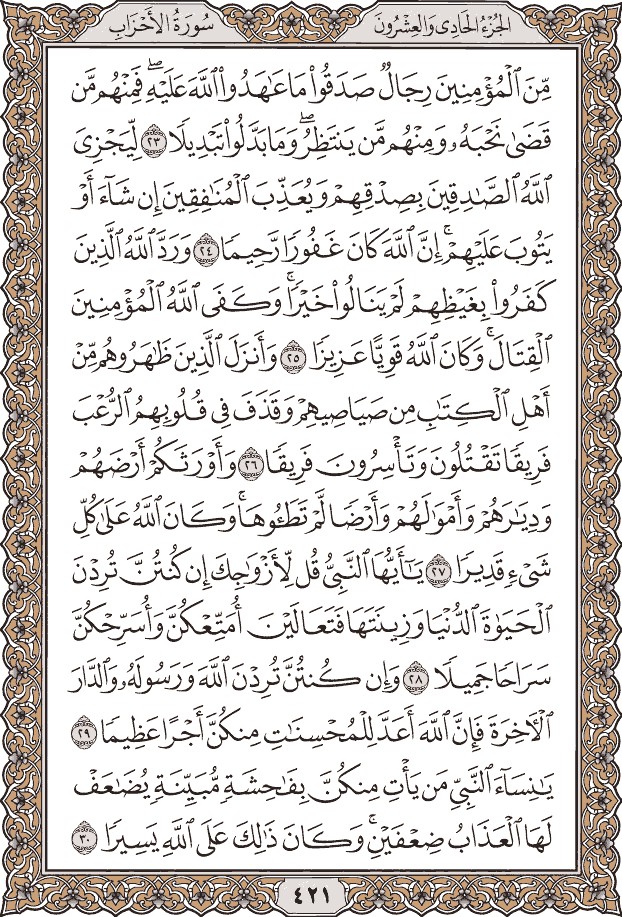 الجُزْءُ الحَادِي وَالعِشْرُونَ
سُورَةُ الأَحْزَابِ
مِّنَ ٱلْمُؤْمِنِينَ رِجَالٌ صَدَقُوا۟ مَا عَٰهَدُوا۟ ٱللَّهَ عَلَيْهِ ۖ فَمِنْهُم مَّن
قَضَىٰ نَحْبَهُۥ وَمِنْهُم مَّن يَنتَظِرُ ۖ وَمَا بَدَّلُوا۟ تَبْدِيلًا ٢٣ لِّيَجْزِىَ
ٱللَّهُ ٱلصَّٰدِقِينَ بِصِدْقِهِمْ وَيُعَذِّبَ ٱلْمُنَٰفِقِينَ إِن شَآءَ أَوْ
يَتُوبَ عَلَيْهِمْ ۚ إِنَّ ٱللَّهَ كَانَ غَفُورًا رَّحِيمًا ٢٤ وَرَدَّ ٱللَّهُ ٱلَّذِينَ
كَفَرُوا۟ بِغَيْظِهِمْ لَمْ يَنَالُوا۟ خَيْرًا ۚ وَكَفَى ٱللَّهُ ٱلْمُؤْمِنِينَ
ٱلْقِتَالَ ۚ وَكَانَ ٱللَّهُ قَوِيًّا عَزِيزًا ٢٥ وَأَنزَلَ ٱلَّذِينَ ظَٰهَرُوهُم مِّنْ
أَهْلِ ٱلْكِتَٰبِ مِن صَيَاصِيهِمْ وَقَذَفَ فِى قُلُوبِهِمُ ٱلرُّعْبَ
فَرِيقًا تَقْتُلُونَ وَتَأْسِرُونَ فَرِيقًا ٢٦ وَأَوْرَثَكُمْ أَرْضَهُمْ
وَدِيَٰرَهُمْ وَأَمْوَٰلَهُمْ وَأَرْضًا لَّمْ تَطَـُٔوهَا ۚ وَكَانَ ٱللَّهُ عَلَىٰ كُلِّ
شَىْءٍ قَدِيرًا ٢٧ يَٰٓأَيُّهَا ٱلنَّبِىُّ قُل لِّأَزْوَٰجِكَ إِن كُنتُنَّ تُرِدْنَ
ٱلْحَيَوٰةَ ٱلدُّنْيَا وَزِينَتَهَا فَتَعَالَيْنَ أُمَتِّعْكُنَّ وَأُسَرِّحْكُنَّ
سَرَاحًا جَمِيلًا ٢٨ وَإِن كُنتُنَّ تُرِدْنَ ٱللَّهَ وَرَسُولَهُۥ وَٱلدَّارَ
ٱلْـَٔاخِرَةَ فَإِنَّ ٱللَّهَ أَعَدَّ لِلْمُحْسِنَٰتِ مِنكُنَّ أَجْرًا عَظِيمًا ٢٩
يَٰنِسَآءَ ٱلنَّبِىِّ مَن يَأْتِ مِنكُنَّ بِفَٰحِشَةٍ مُّبَيِّنَةٍ يُضَٰعَفْ
لَهَا ٱلْعَذَابُ ضِعْفَيْنِ ۚ وَكَانَ ذَٰلِكَ عَلَى ٱللَّهِ يَسِيرًا ٣٠
٤٢١